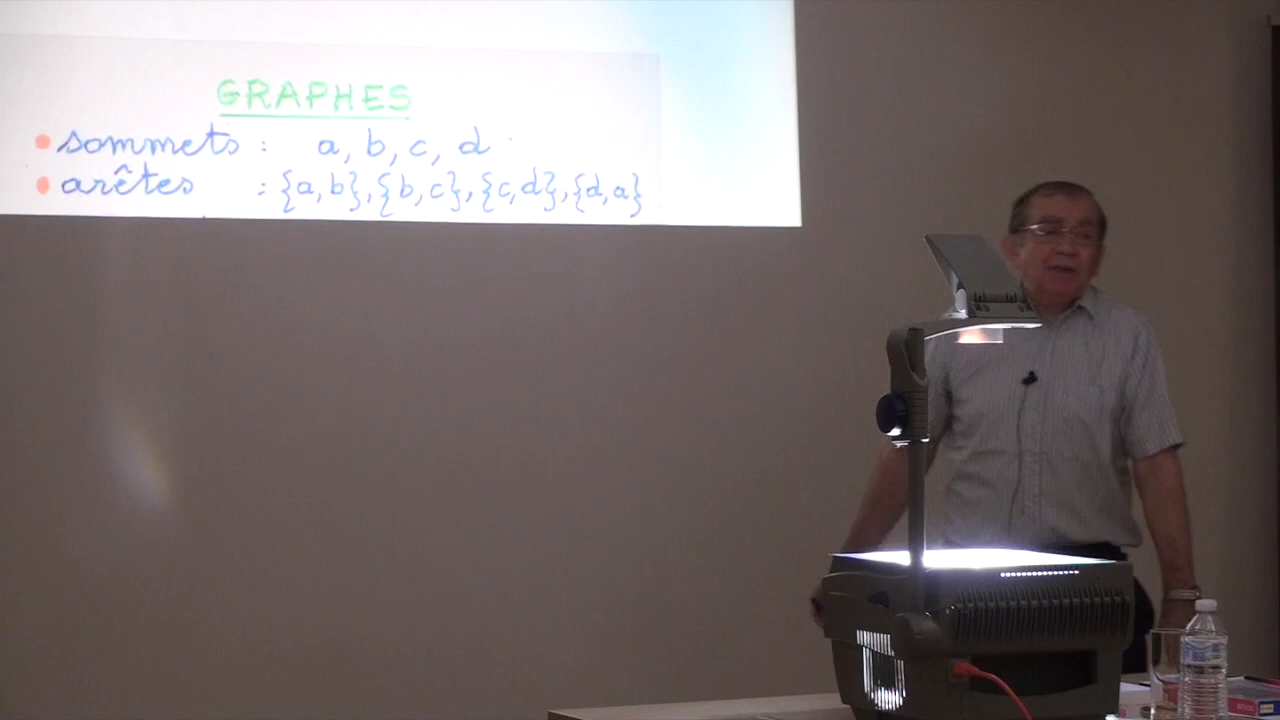 GRAPHES
• sommets : a, b, c, d
• arêtes : {a,b}, {b,c}, {c,d}, {d,a}